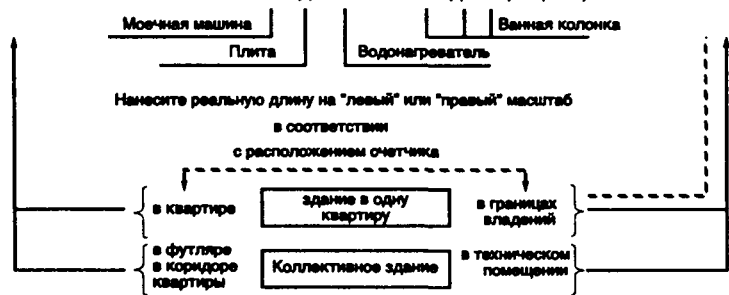 Моечная машина
Ванная колонка
Плита
Водонагреватель
Нанесите реальную длину на "левый" или "правый" масштаб
в соответствии
с расположением счетчика
в квартире
здание в одну
квартиру
в границах
владений
в футляре
в коридоре
квартиры
Коллективное здание
в техническом
помещении